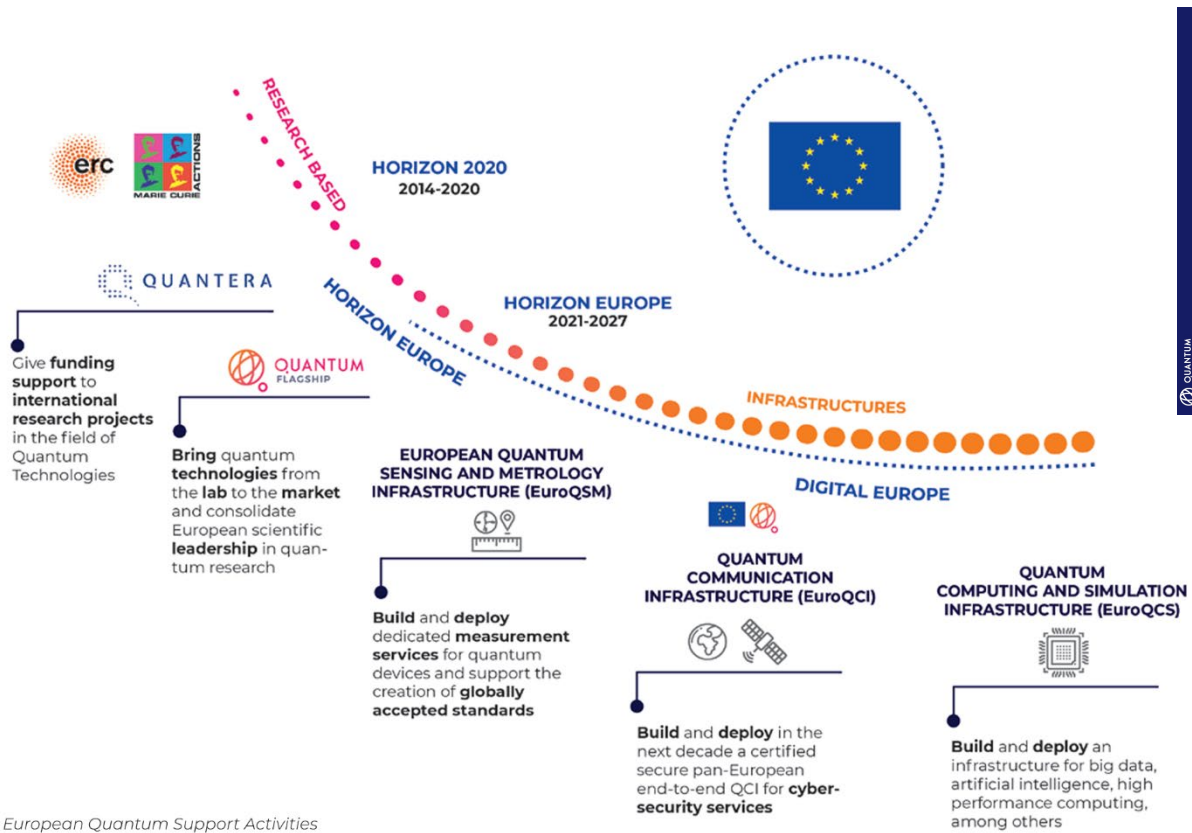 RESEARCH BASED
erc
MARIE CURIE
ACTIONS
HORIZON 2020
2014-2020
QUANTERA
HORIZON EUROPE
HORIZON EUROPE
2021-2027
Give funding
support to
international
research projects
in the field of
Quantum
Technologies
QUANTUM
FLAGSHIP
Bring quantum
technologies from
the lab to the market
and consolidate
European scientific
leadership in quan-
tum research
INFRASTRUCTURES
DIGITAL EUROPE
EUROPEAN QUANTUM
SENSING AND METROLOGY
INFRASTRUCTURE (EuroQSM)
Build and deploy
dedicated measurement
services for quantum
devices and support the
creation of globally
accepted standards
QUANTUM
COMMUNICATION
INFRASTRUCTURE (EuroQCI)
Build and deploy in the
next decade a certified
secure pan-European
end-to-end QCI for cyber-
security services
QUANTUM
COMPUTING AND SIMULATION
INFRASTRUCTURE (EuroQCS)
Build and deploy an
infrastructure for big data,
artificial intelligence, high
performance computing,
among others
European Quantum Support Activities
QUANTUM